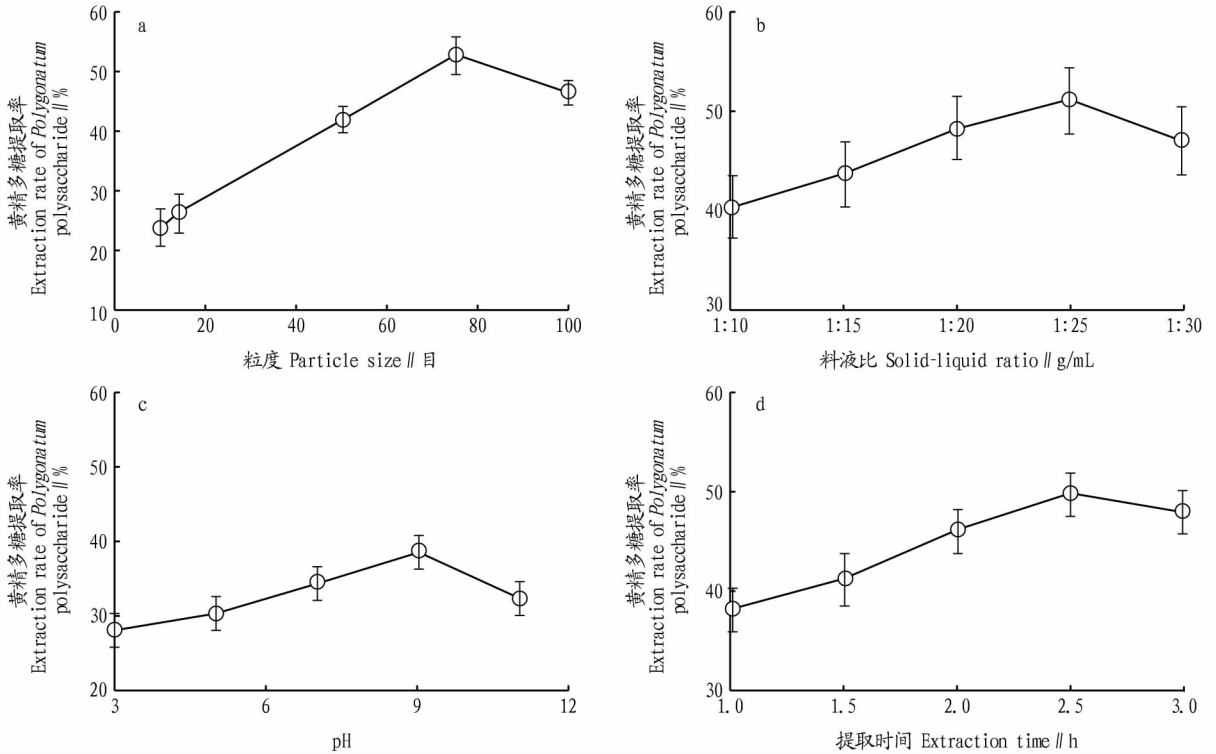 a
黄精多糖提取率
Extraction rate of Polygonatum
polysaccharide∥%
60
50
40
30
20
10
0 20 40 60 80 100
粒度 Particle size∥目
b
黄精多糖提取率
Extraction rate of Polygonatum
polysaccharide∥%
60
50
40
30
1:10 1:15 1:20 1:25 1:30
料液比 Solid-liquid ratio∥g/mL
c
黄精多糖提取率
Extraction rate of Polygonatum
polysaccharide∥%
60
50
40
30
20
3 6 9 12
pH
d
黄精多糖提取率
Extraction rate of Polygonatum
polysaccharide∥%
60
50
40
30
1.0 1.5 2.0 2.5 3.0
提取时间 Extraction time∥h